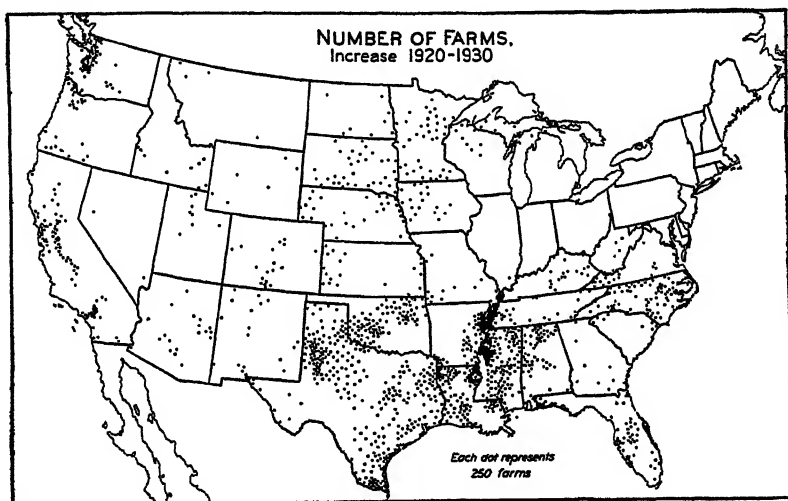 NUMBER OF FARMS,
Increase 1920-1930
Each dot represents
250 farms